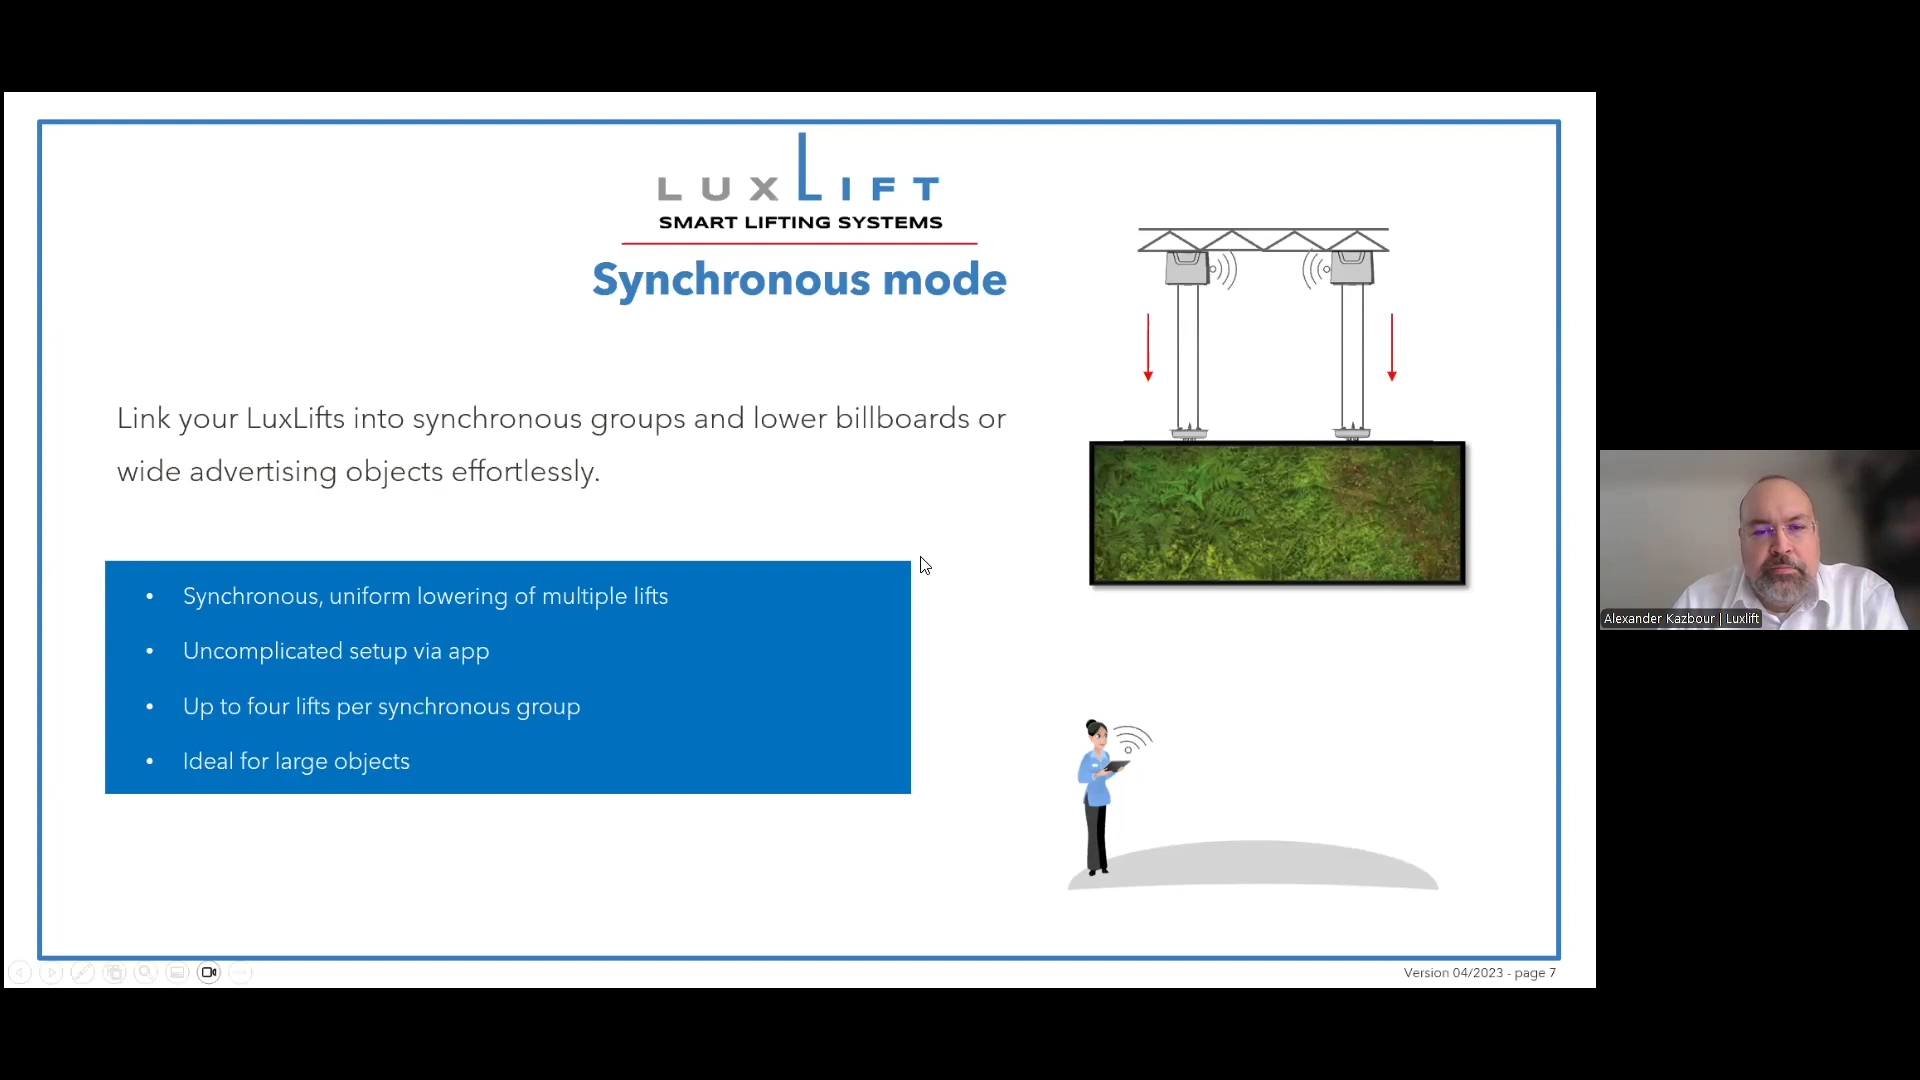 LUXLIFT
SMART LIFTING SYSTEMS
Synchronous mode
Link your LuxLifts into synchronous groups and lower billboards or
wide advertising objects effortlessly.
• Synchronous, uniform lowering of multiple lifts
• Uncomplicated setup via app
• Up to four lifts per synchronous group
• Ideal for large objects
Alexander Kazbour | Luxlift
Version 04/2023 - page 7